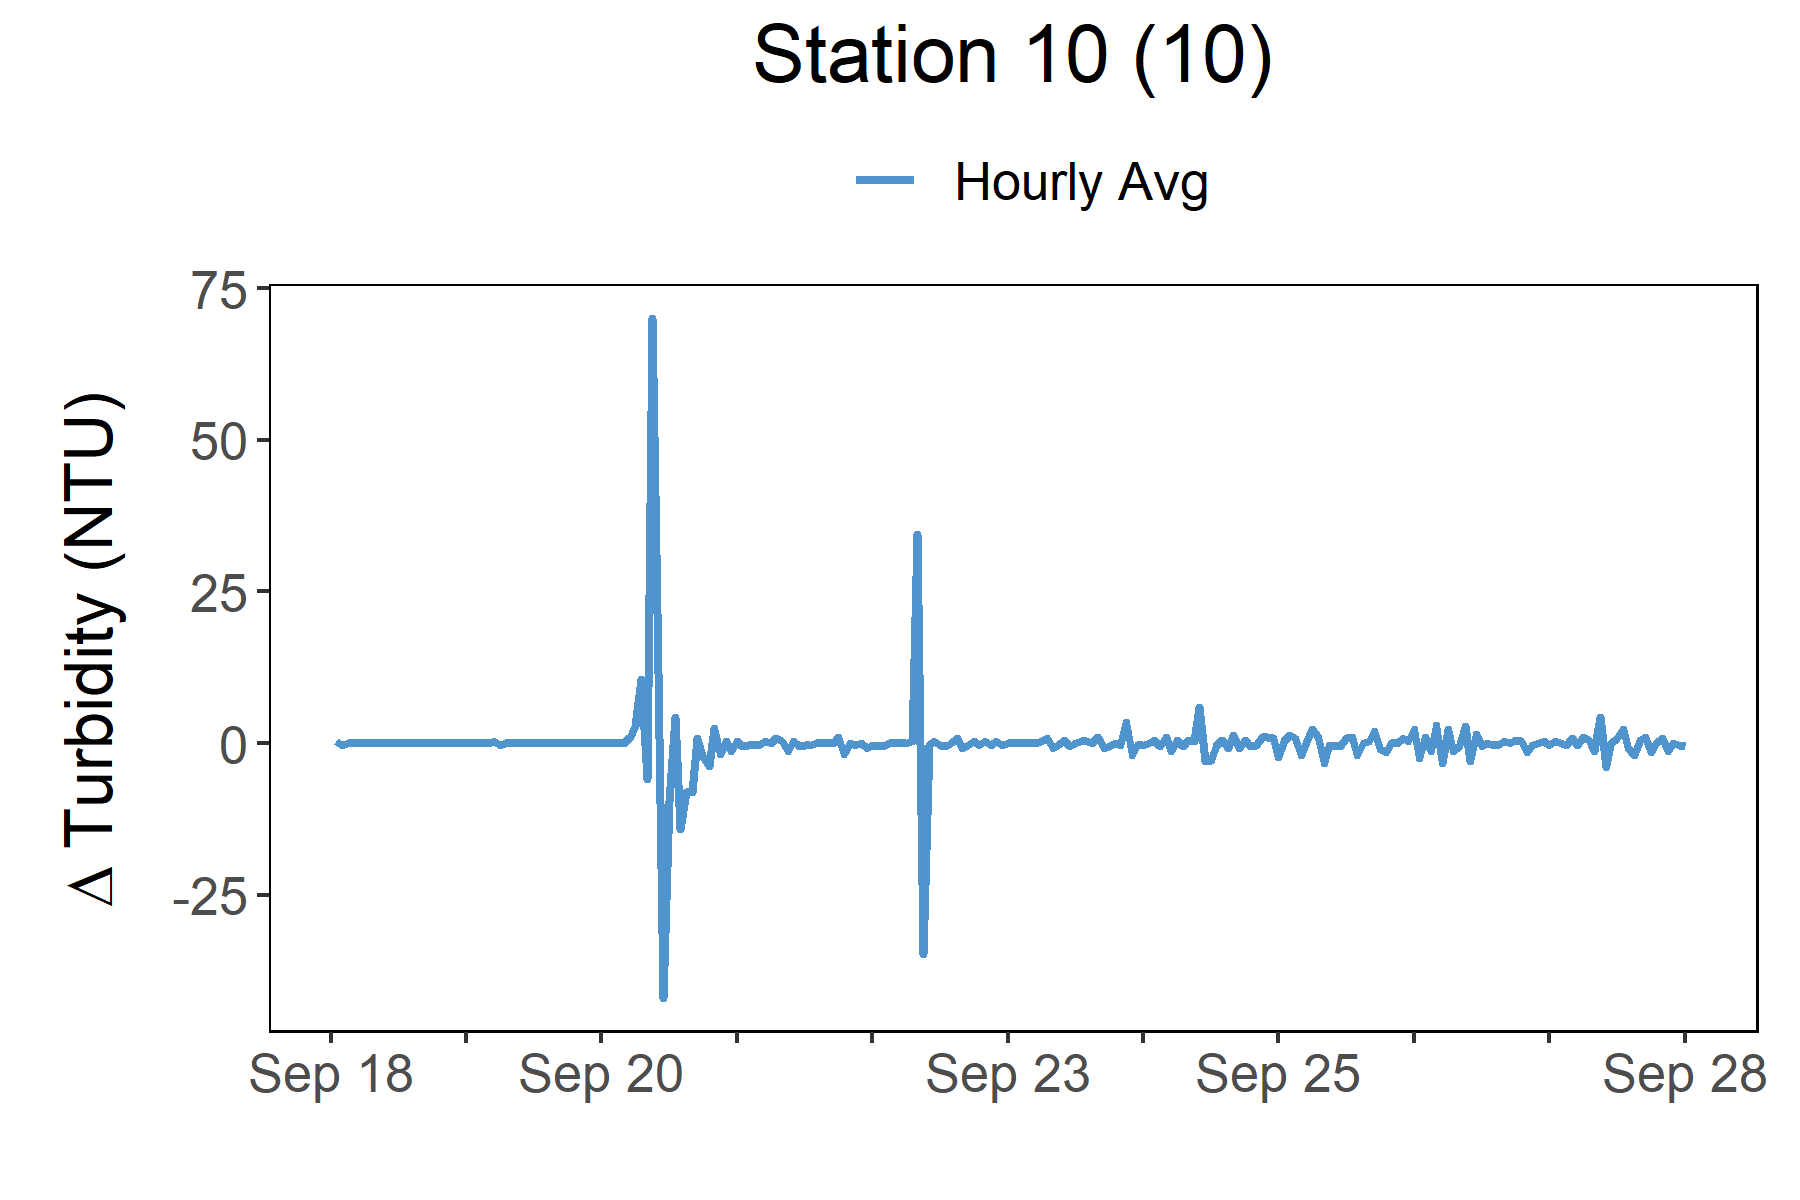 Station 10 (10)
Hourly Avg
Δ Turbidity (NTU)
75
50
25
0
-25
Sep 18
Sep 20
Sep 23
Sep 25
Sep 28